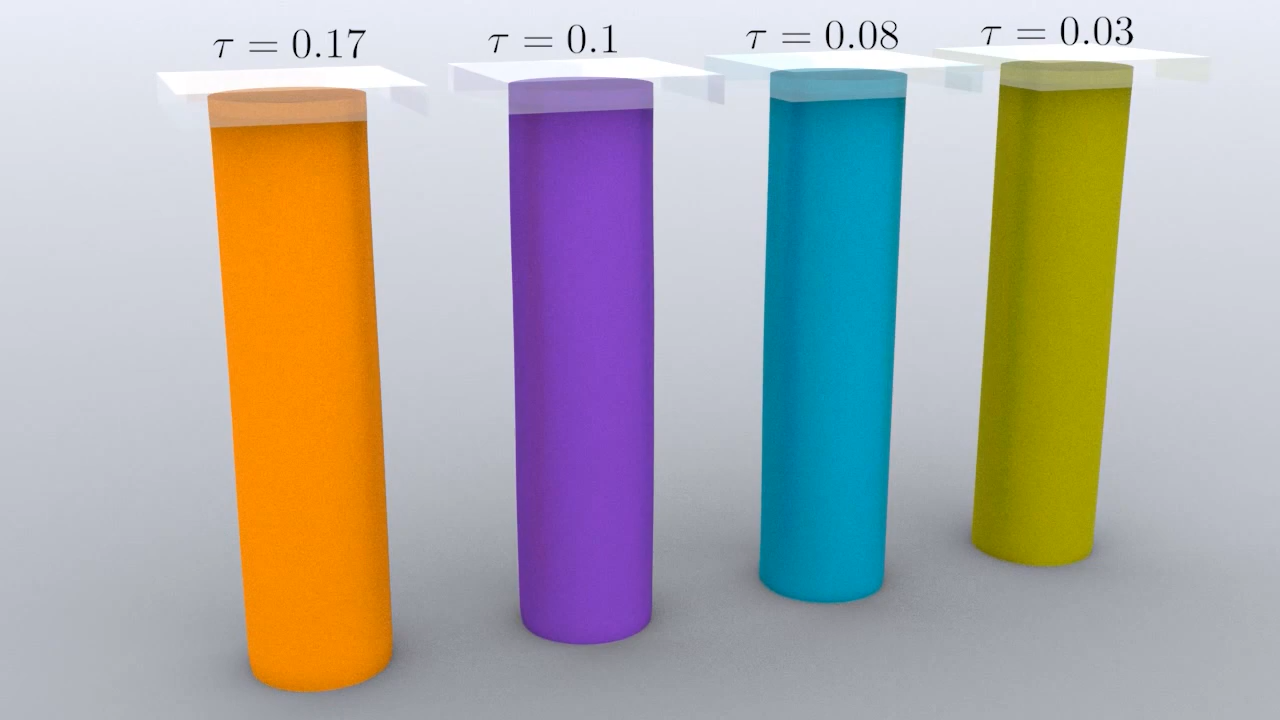 τ = 0.17
τ = 0.1
τ = 0.08
τ = 0.03